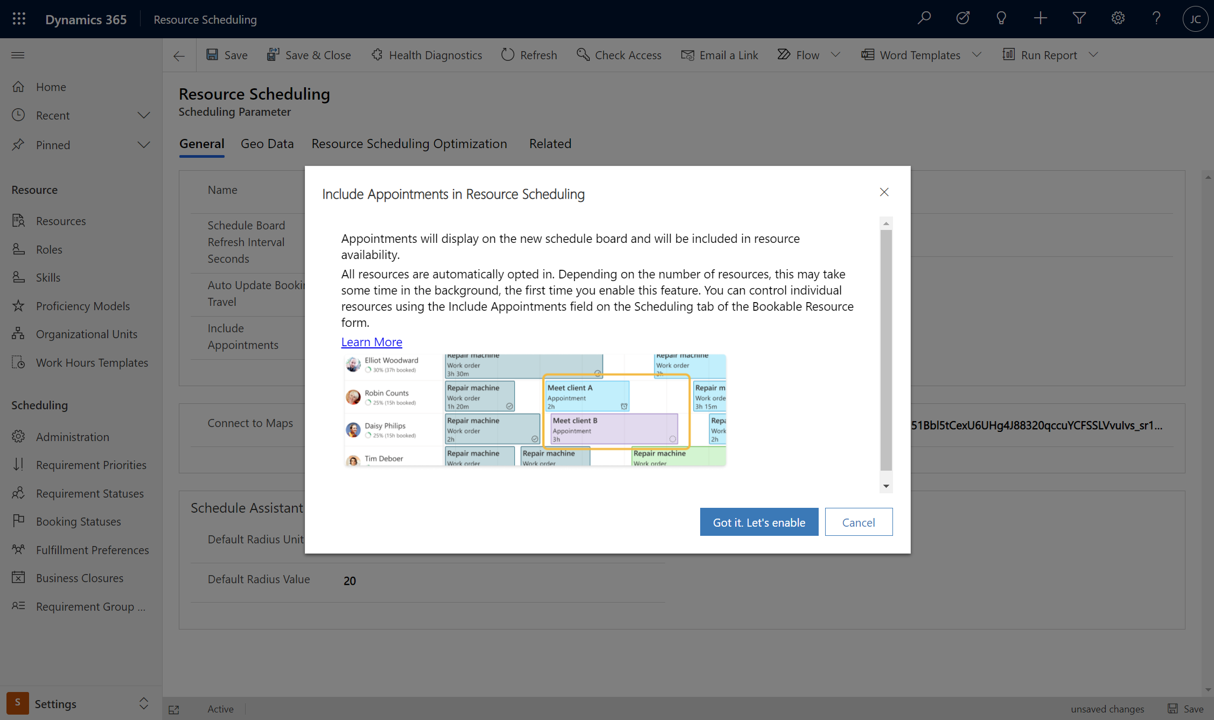 Dynamics 365
Resource Scheduling
JC
Save
Save & Close
Health Diagnostics
Refresh
Check Access
Email a Link
Flow
Word Templates
Run Report
Home
Recent
Pinned
Resource
Resources
Roles
Skills
Proficiency Models
Organizational Units
Work Hours Templates
Scheduling
Administration
Requirement Priorities
Requirement Statuses
Booking Statuses
Fulfillment Preferences
Business Closures
Requirement Group ...
S
Settings
Resource Scheduling
Scheduling Parameter
General
Geo Data
Resource Scheduling Optimization
Related
Name
Schedule Board
Refresh Interval
Seconds
Auto Update Bookin
Travel
Include
Appointments
Connect to Maps
51BbI5tCexU6UHg4J88320qccuYCFSSLVvuIvs_sr1...
Schedule Assistant
Default Radius Unit
Default Radius Value
20
Include Appointments in Resource Scheduling
Appointments will display on the new schedule board and will be included in resource
availability.
All resources are automatically opted in. Depending on the number of resources, this may take
some time in the background, the first time you enable this feature. You can control individual
resources using the Include Appointments field on the Scheduling tab of the Bookable Resource
form.
Learn More
Elliot Woodward
30% (37h booked)
Repair machine
Work order
3h 30m
Repair machine
Work order
2h
Robin Counts
25% (15h booked)
Repair machine
Work order
1h 20m
Meet client A
Appointment
2h
Repair m
Work orde
3h 15m
Daisy Philips
25% (15h booked)
Repair machine
Work order
2h
Meet client B
Appointment
3h
Repa
Work
2h
Tim Deboer
Repair machine
Work order
Repair machine
Work order
Repair machine
Work order
Got it. Let's enable
Cancel
Active
unsaved changes
Save